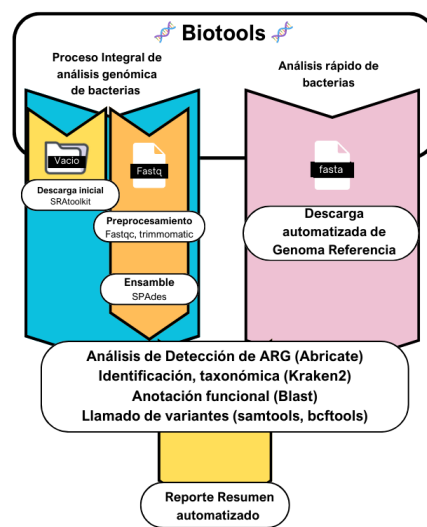 Biotools
Proceso Integral de
análisis genómica
de bacterias
Análisis rápido de
bacterias
Vacio
Fastq
fasta
Descarga inicial
SRAtoolkit
Preprocesamiento
Fastqc, trimmomatic
Descarga
automatizada de
Genoma Referencia
Ensamble
SPAdes
Análisis de Detección de ARG (Abricate)
Identificación, taxonómica (Kraken2)
Anotación funcional (Blast)
Llamado de variantes (samtools, bcftools)
Reporte Resumen
automatizado